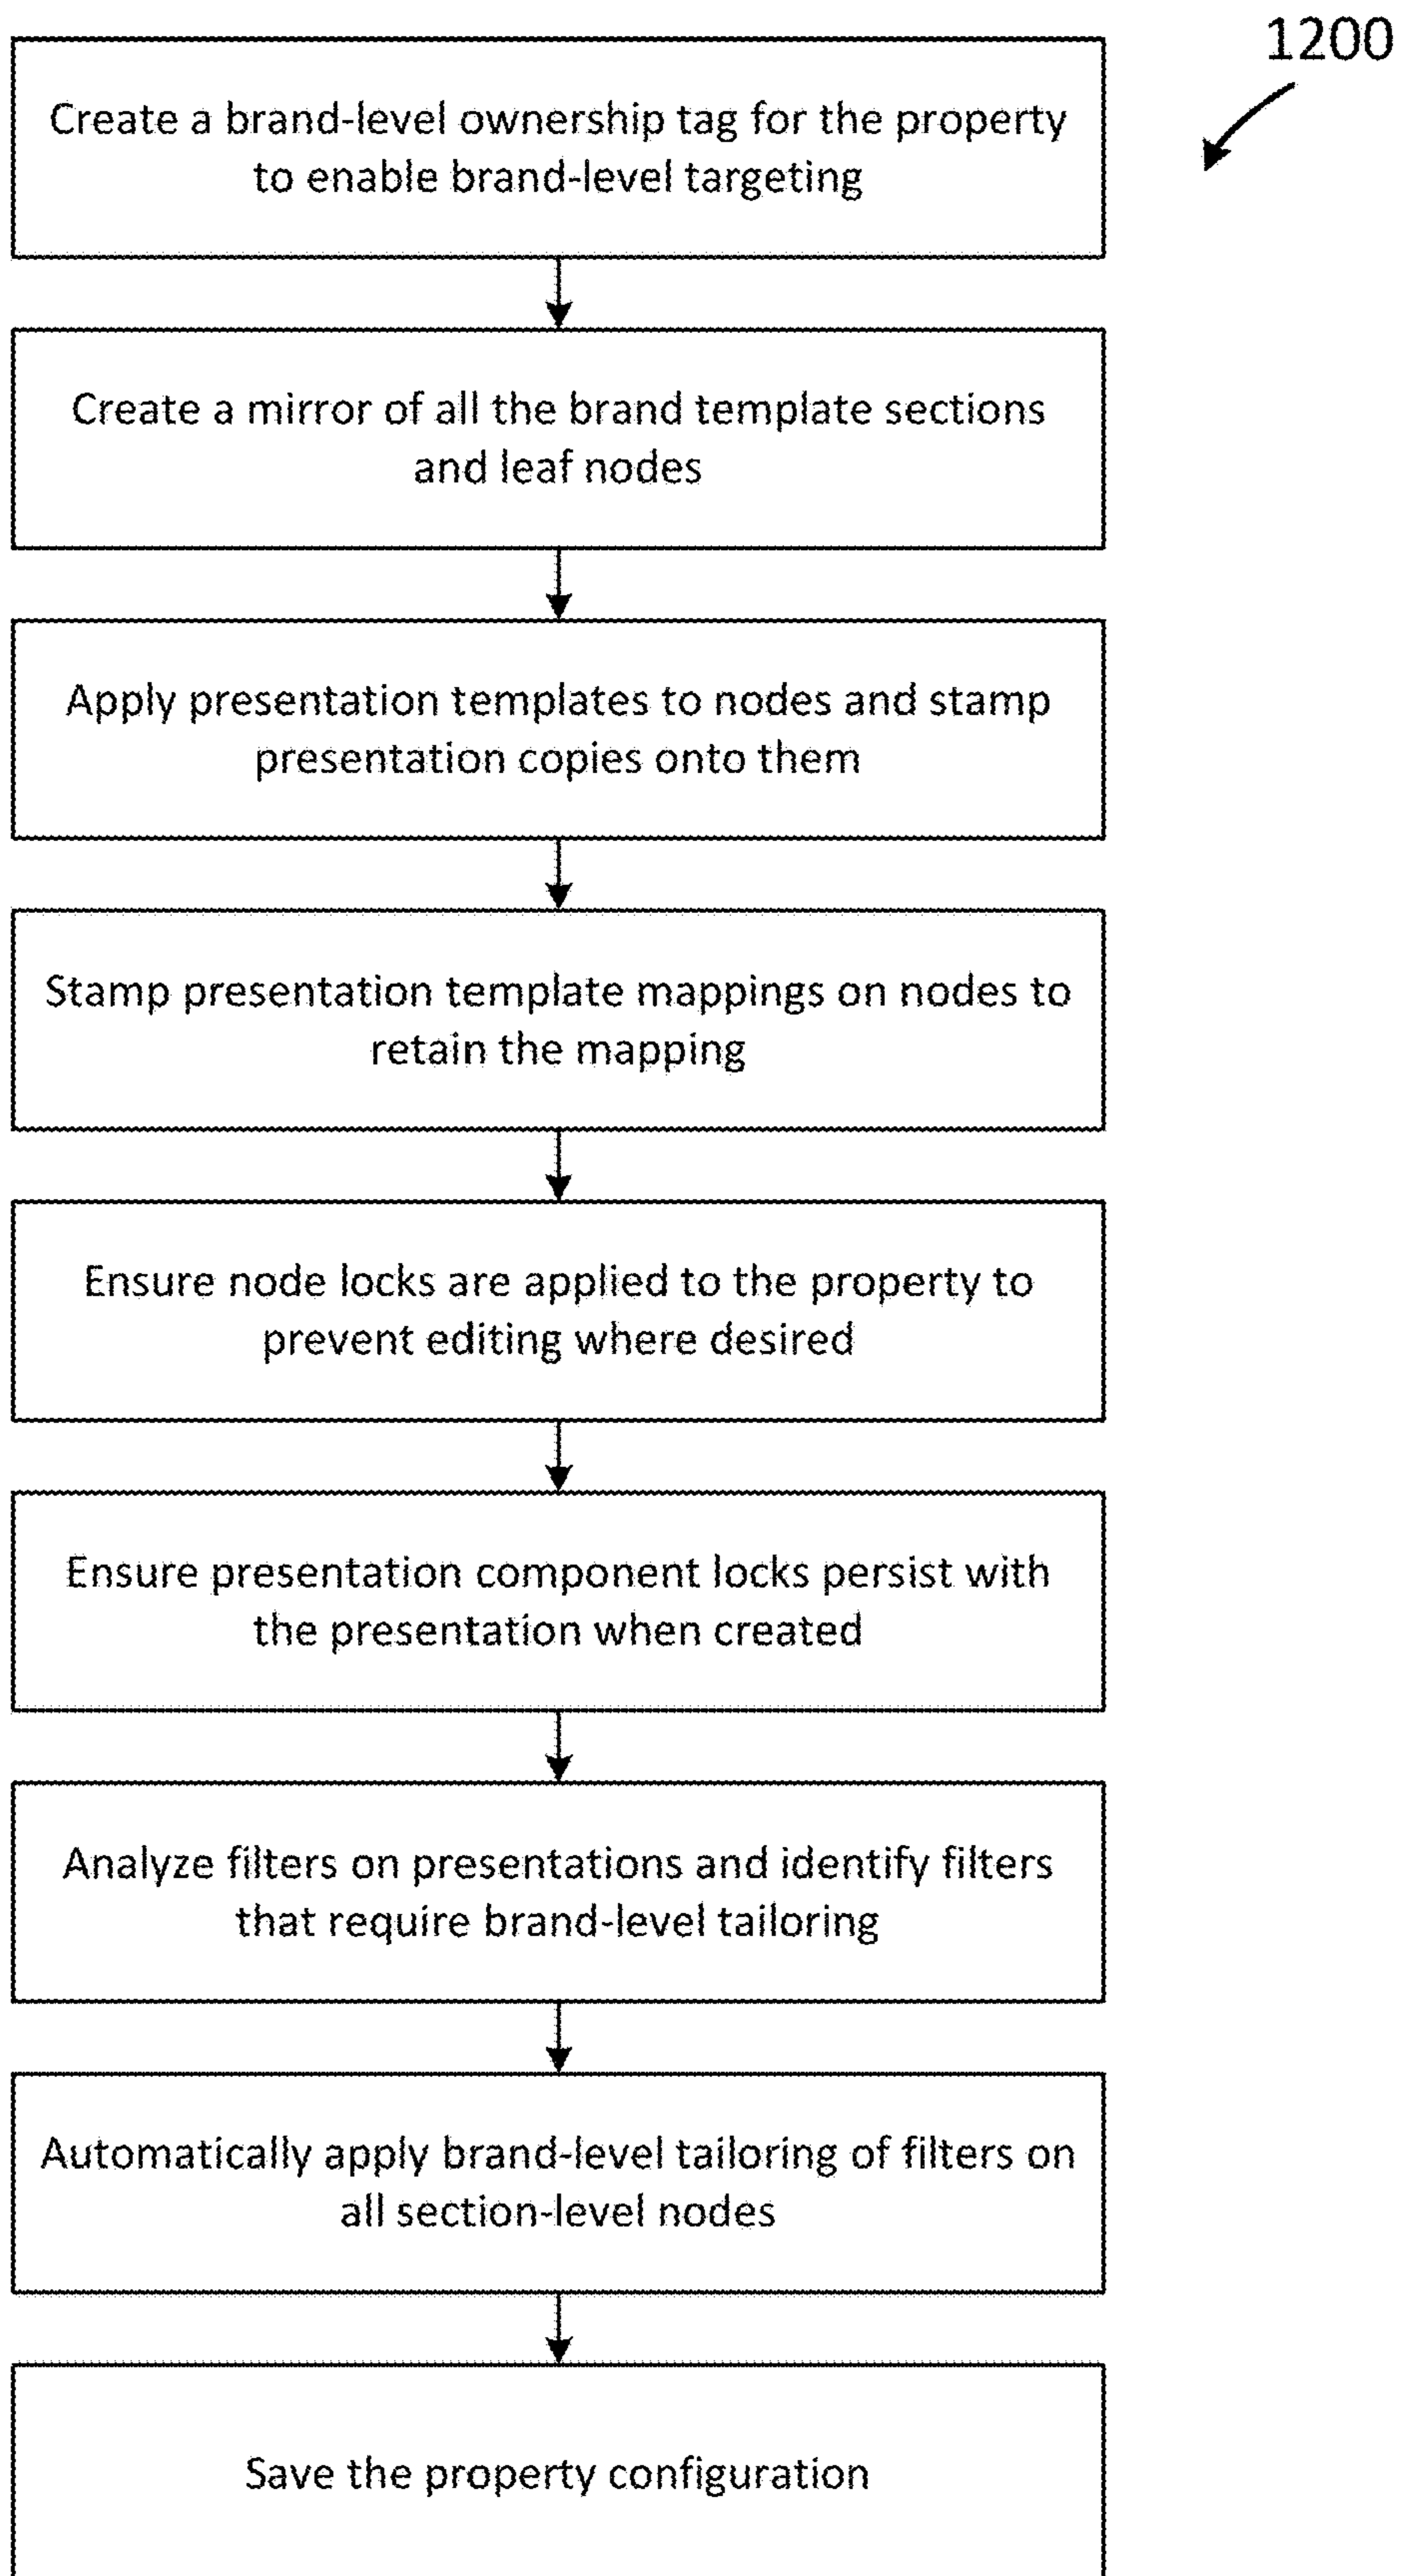 1200
Create a brand-level ownership tag for the property
to enable brand-level targeting
Create a mirror of all the brand template sections
and leaf nodes
Apply presentation templates to nodes and stamp
presentation copies onto them
Stamp presentation template mappings on nodes to
retain the mapping
Ensure node locks are applied to the property to
prevent editing where desired
Ensure presentation component locks persist with
the presentation when created
Analyze filters on presentations and identify filters
that require brand-level tailoring
Automatically apply brand-level tailoring of filters on
all section-level nodes
Save the property configuration